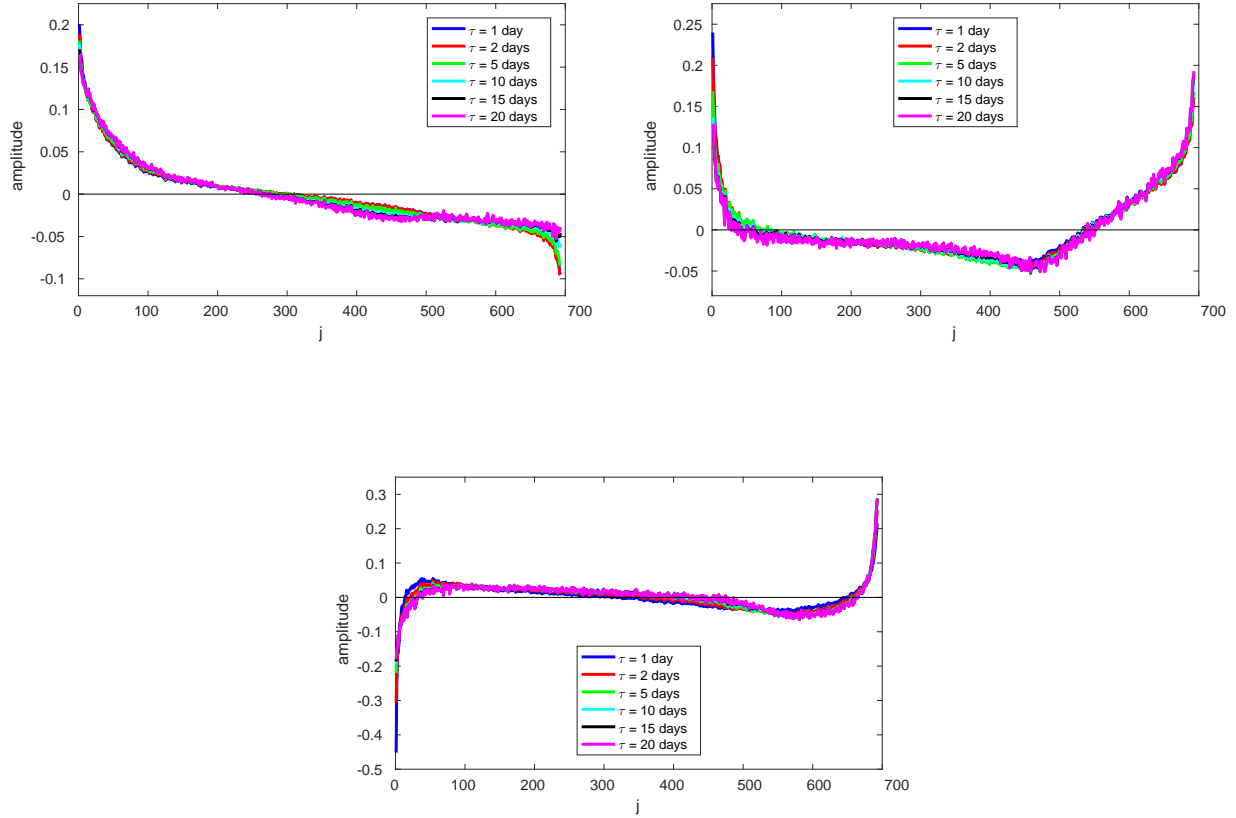 0.2
0.15
0.1
0.05
0
-0.05
-0.1
amplitude
0 100 200 300 400 500 600 700
j
τ = 1 day
τ = 2 days
τ = 5 days
τ = 10 days
τ = 15 days
τ = 20 days
0.25
0.2
0.15
0.1
0.05
0
-0.05
amplitude
0 100 200 300 400 500 600 700
j
τ = 1 day
τ = 2 days
τ = 5 days
τ = 10 days
τ = 15 days
τ = 20 days
0.3
0.2
0.1
0
-0.1
-0.2
-0.3
-0.4
-0.5
amplitude
0 100 200 300 400 500 600 700
j
τ = 1 day
τ = 2 days
τ = 5 days
τ = 10 days
τ = 15 days
τ = 20 days